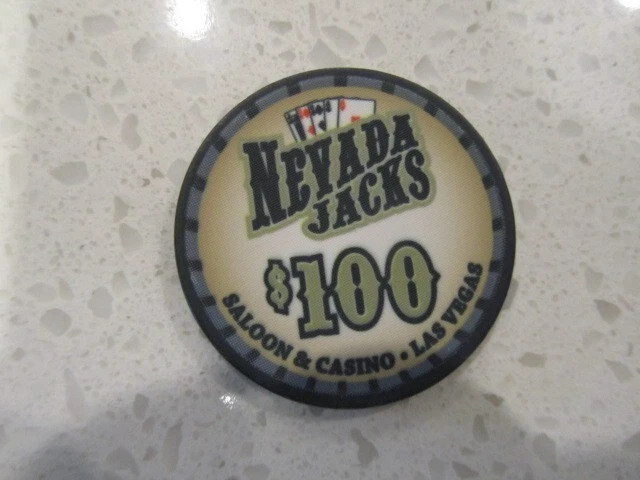 NEVADA
JACKS
$100
SALOON & CASINO • LAS VEGAS